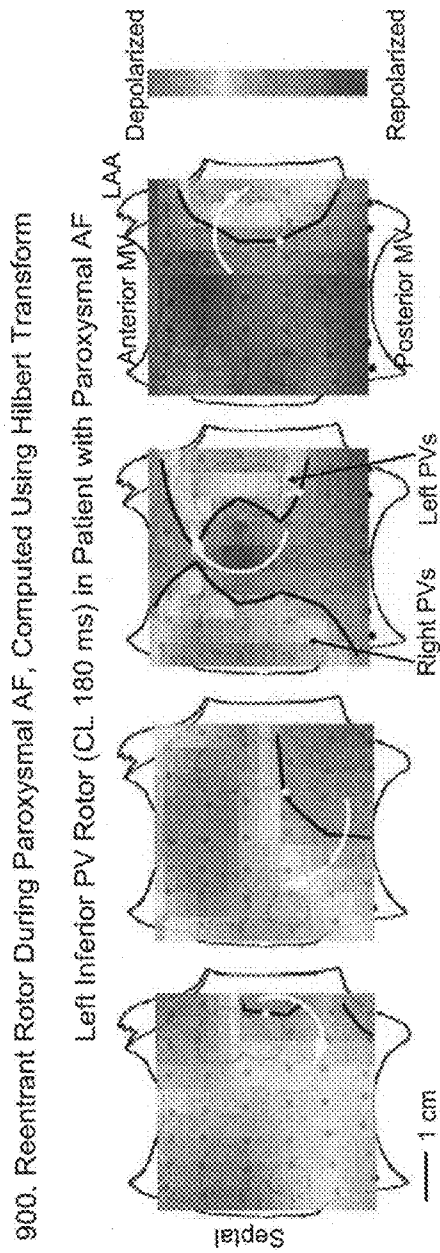 900. Reentrant Rotor During Paroxysmal AF, Computed Using Hilbert Transform
Left Inferior PV Rotor (CL 180 ms) in Patient with Paroxysmal AF
Septal
Anterior MV
LAA
Depolarized
1 cm
Right PVs
Left PVs
Posterior MV
Repolarized